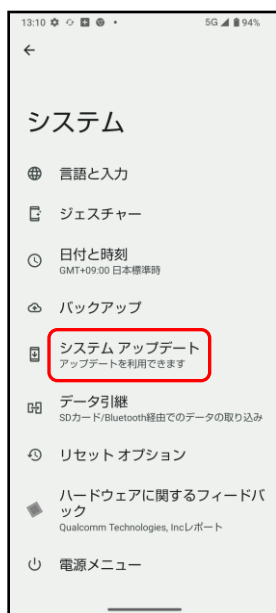 13:10 5G 94%
システム
言語と入力
ジェスチャー
日付と時刻
GMT+09:00 日本標準時
バックアップ
システム アップデート
アップデートを利用できます
データ引継
SDカード/Bluetooth経由でのデータの取り込み
リセット オプション
ハードウェアに関するフィードバ
ック
Qualcomm Technologies, Incレポート
電源メニュー